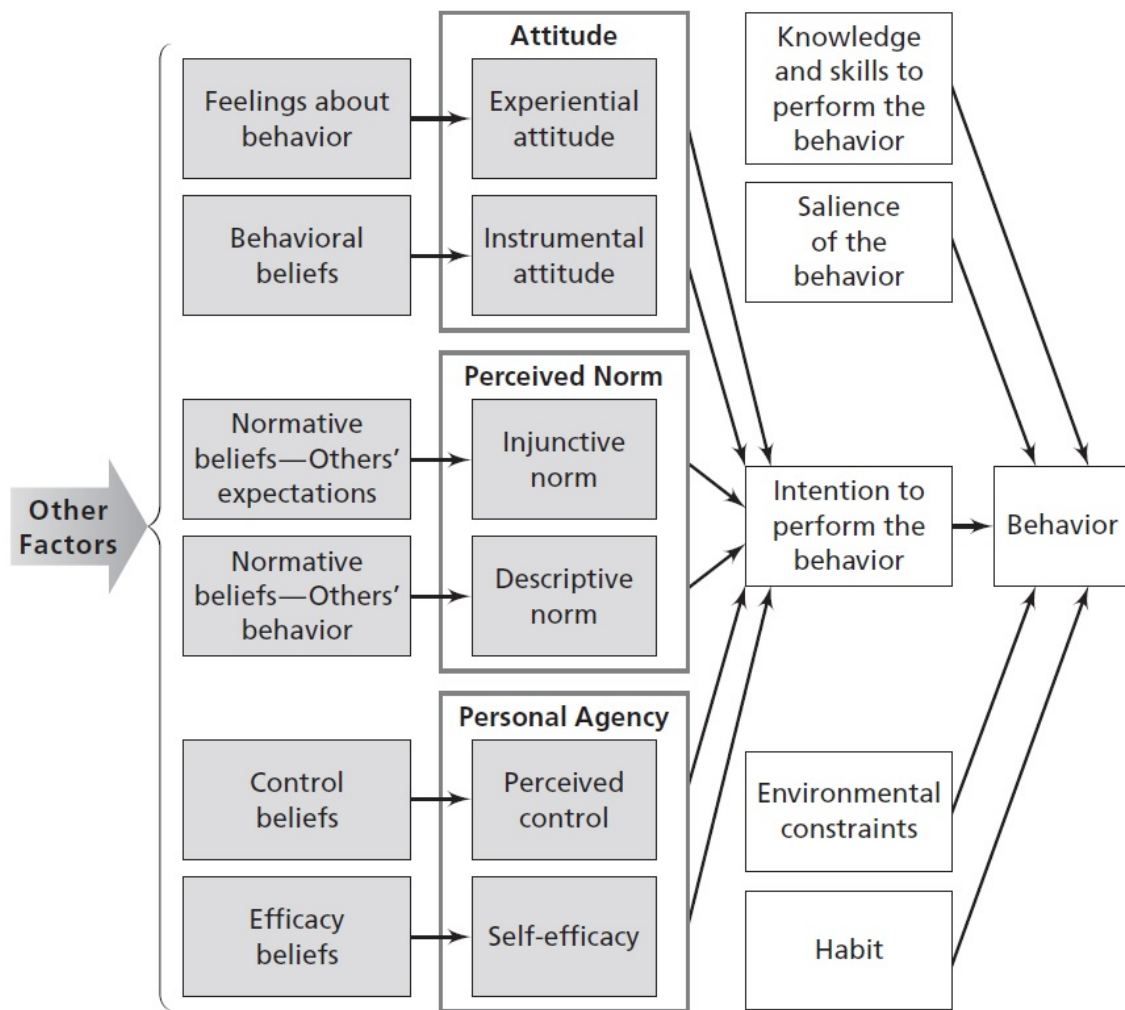 Other
Factors
Feelings about
behavior
Behavioral
beliefs
Normative
beliefs—Others’
expectations
Normative
beliefs—Others’
behavior
Control
beliefs
Efficacy
beliefs
Attitude
Experiential
attitude
Instrumental
attitude
Perceived Norm
Injunctive
norm
Descriptive
norm
Personal Agency
Perceived
control
Self-efficacy
Knowledge
and skills to
perform the
behavior
Salience
of the
behavior
Intention to
perform the
behavior
Environmental
constraints
Habit
Behavior